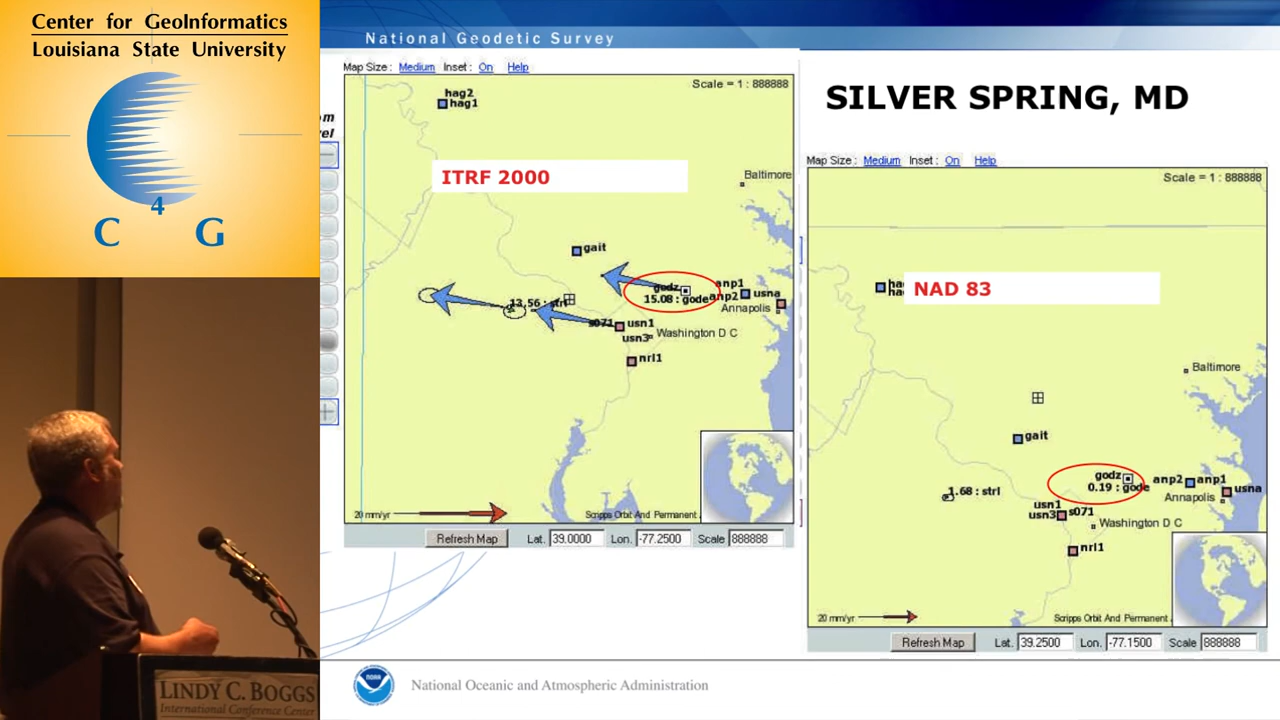 Center for GeoInformatics
Louisiana State University
C 4 G
National Geodetic Survey
SILVER SPRING, MD
Map Size : Medium Inset : On Help
Scale = 1 : 888888
hag2
hag1
ITRF 2000
Baltimore
gait
godz
15.08 : gode
anp1
anp2
usna
Annapolis
13.56 : strl
s071
usn1
usn3
Washington D C
nrl1
20 mm/yr
Scripps Orbit And Permanent
Refresh Map Lat. 39.0000 Lon. -77.2500 Scale 888888
Map Size : Medium Inset : On Help
Scale = 1 : 888888
NAD 83
Baltimore
gait
godz
0.19 : gode
anp2
anp1
usna
Annapolis
1.68 : strl
usn1
usn3
s071
Washington D C
nrl1
20 mm/yr
Scripps Orbit And Permanent
Refresh Map Lat. 39.2500 Lon. -77.1500 Scale 888888
NOAA
National Oceanic and Atmospheric Administration
LINDY C. BOGGS
International Conference Center